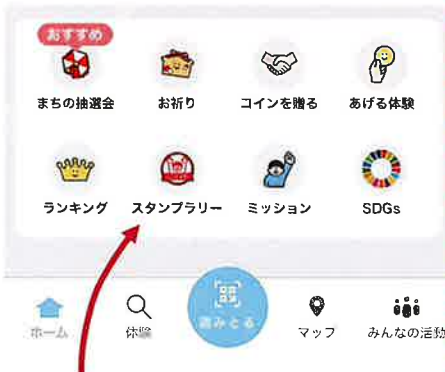 おすすめ
まちの抽選会 お祈り コインを贈る あげる体験
ランキング スタンプラリー ミッション SDGs
読みとる
ホーム 体験 マップ みんなの活動